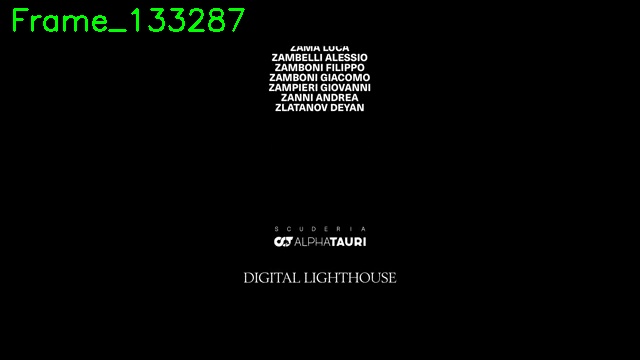 Frame_133287
ZAMA LUCA
ZAMBELLI ALESSIO
ZAMBONI FILIPPO
ZAMBONI GIACOMO
ZAMPIERI GIOVANNI
ZANNI ANDREA
ZLATANOV DEYAN
SCUDERIA
ALPHATAURI
DIGITAL LIGHTHOUSE